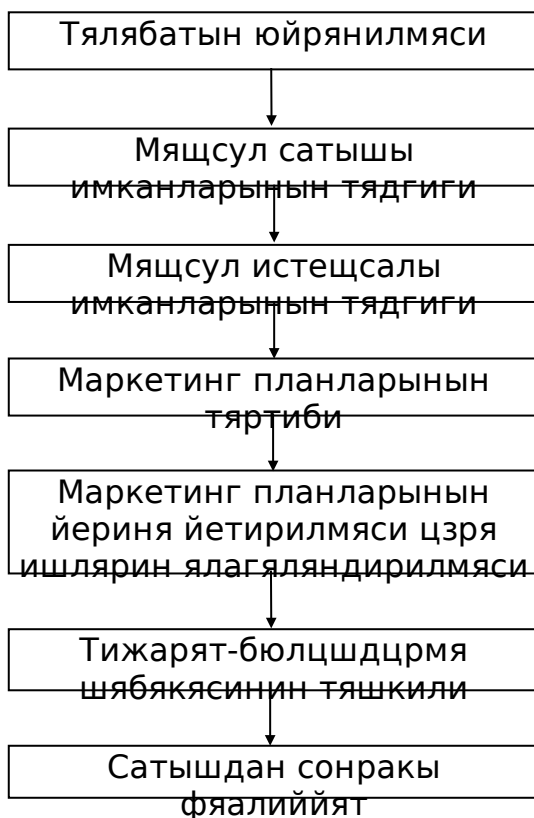 Тялябатын юйрянилмяси
Мящсул сатышы
имканларынын тядгиги
Мящсул истещсалы
имканларынын тядгиги
Маркетинг планларынын
тяртиби
Маркетинг планларынын
йериня йетирилмяси цзря
ишлярин ялагяляндирилмяси
Тижарят-бюлцшдцрмя
шябякясинин тяшкили
Сатышдан сонракы
фяалиййят